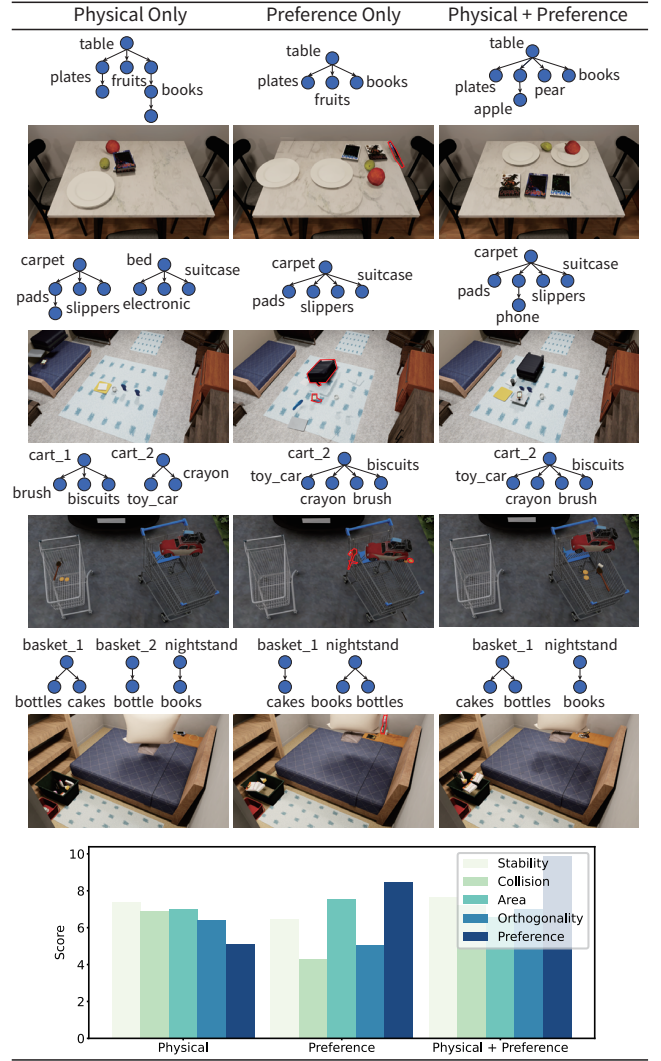 Physical Only Preference Only Physical + Preference
table
plates fruits books
table
plates books
fruits
table
plates pear books
apple
carpet bed
suitcase
pads slippers electronic
carpet
suitcase
pads slippers
carpet
suitcase
pads slippers
phone
cart_1 cart_2
crayon
brush biscuits toy_car
cart_2
biscuits
toy_car
crayon brush
cart_2
biscuits
toy_car
crayon brush
basket_1 basket_2 nightstand
bottles cakes bottle books
basket_1 nightstand
cakes books bottles
basket_1 nightstand
cakes bottles books
10
8
6
4
2
0
Score
Stability
Collision
Area
Orthogonality
Preference
Physical Preference Physical + Preference